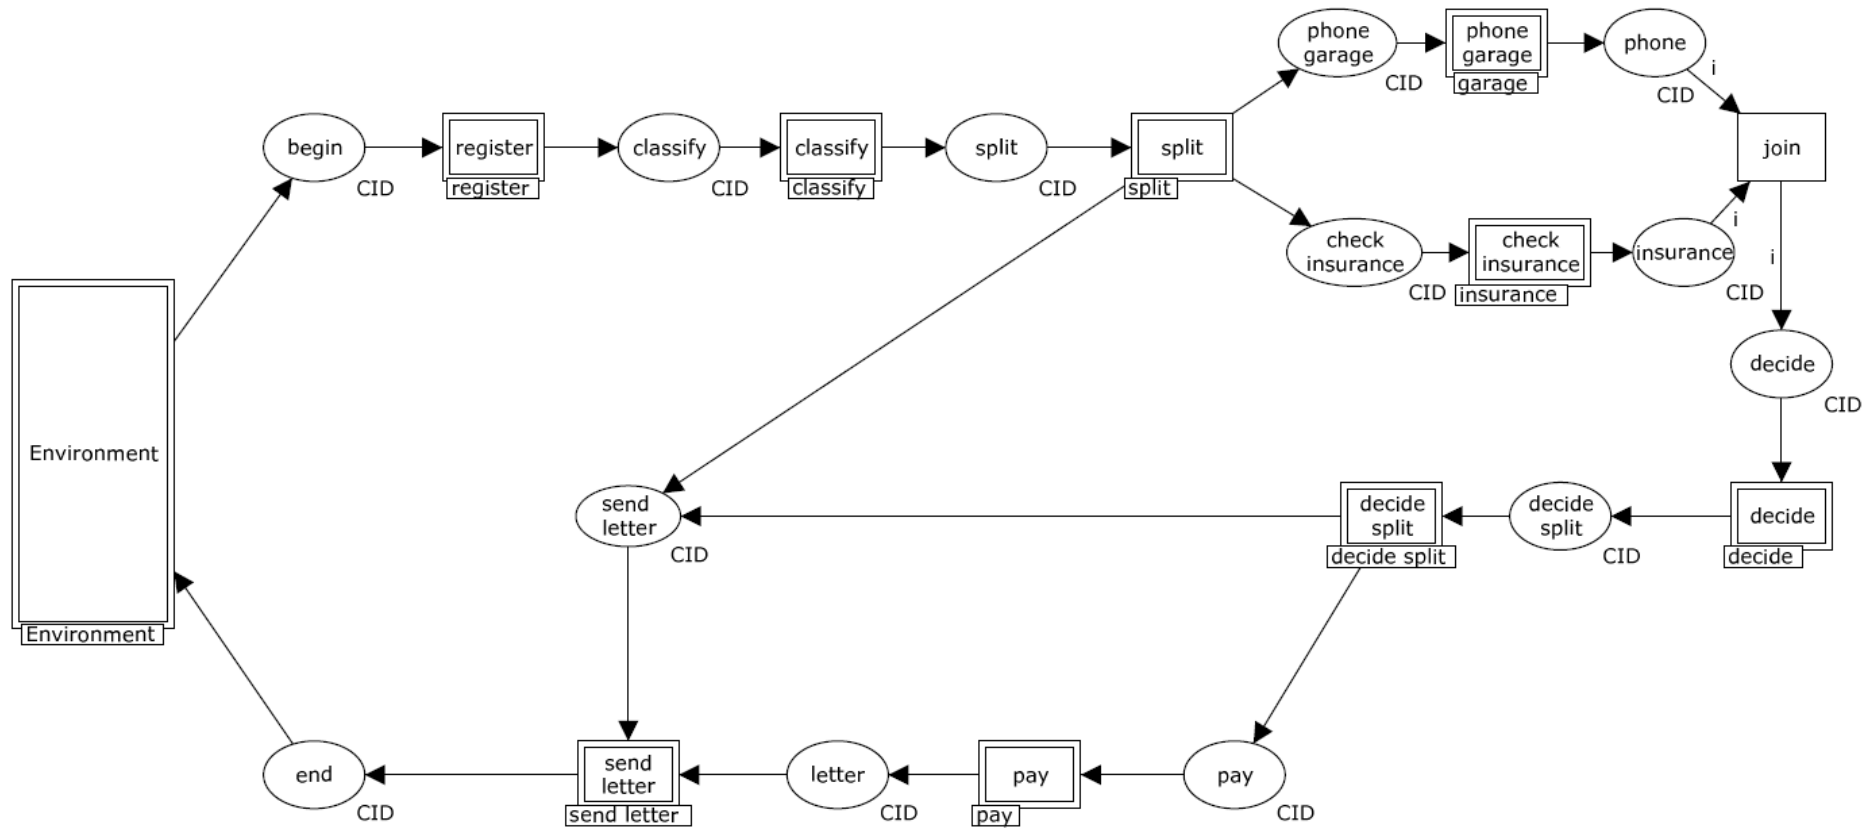 phone
garage
CID
phone
garage
garage
phone
i
CID
begin
CID
register
register
classify
CID
classify
classify
split
CID
split
split
join
check
insurance
CID
check
insurance
insurance
insurance
i
CID
i
decide
CID
Environment
Environment
send
letter
CID
decide
split
decide split
decide
split
CID
decide
decide
end
CID
send
letter
send letter
letter
CID
pay
pay
pay
CID